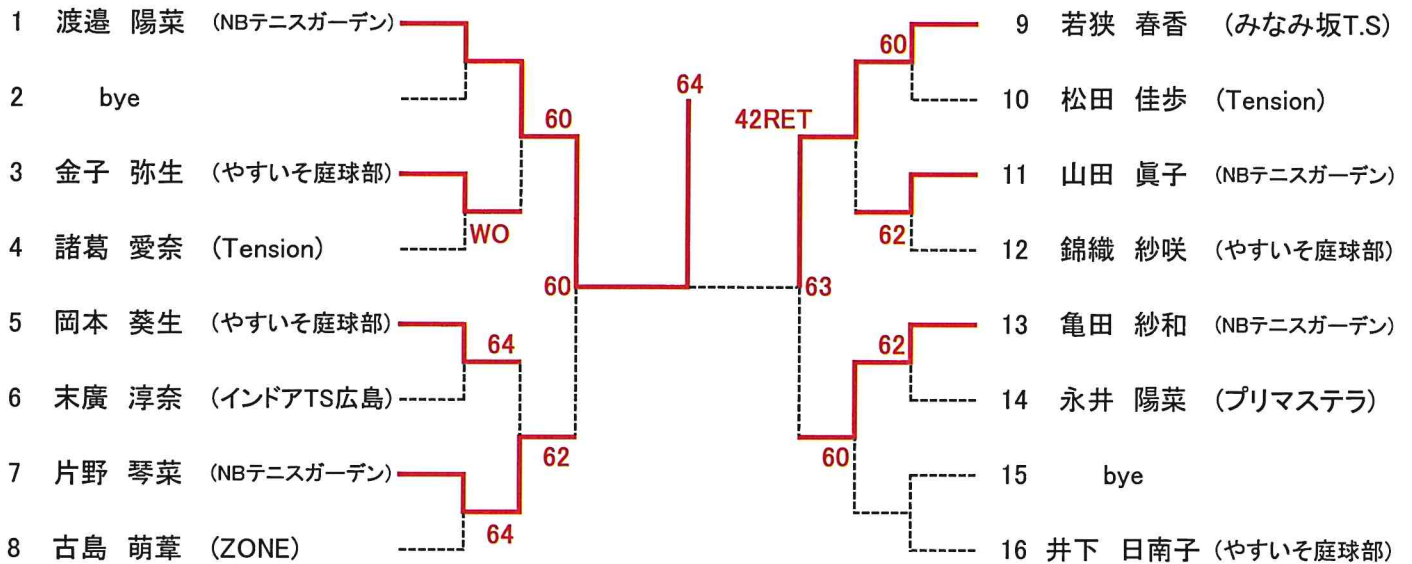 1 渡邉 陽菜 (NBテニスガーデン)
2 bye
3 金子 弥生 (やすいそ庭球部)
4 諸葛 愛奈 (Tension)
5 岡本 葵生 (やすいそ庭球部)
6 末廣 淳奈 (インドアTS広島)
7 片野 琴菜 (NBテニスガーデン)
8 古島 萌葦 (ZONE)
60
WO
64
64
60
62
64
42RET
63
60
62
62
60
9 若狭 春香 (みなみ坂T.S)
10 松田 佳歩 (Tension)
11 山田 眞子 (NBテニスガーデン)
12 錦織 紗咲 (やすいそ庭球部)
13 亀田 紗和 (NBテニスガーデン)
14 永井 陽菜 (プリマステラ)
15 bye
16 井下 日南子 (やすいそ庭球部)